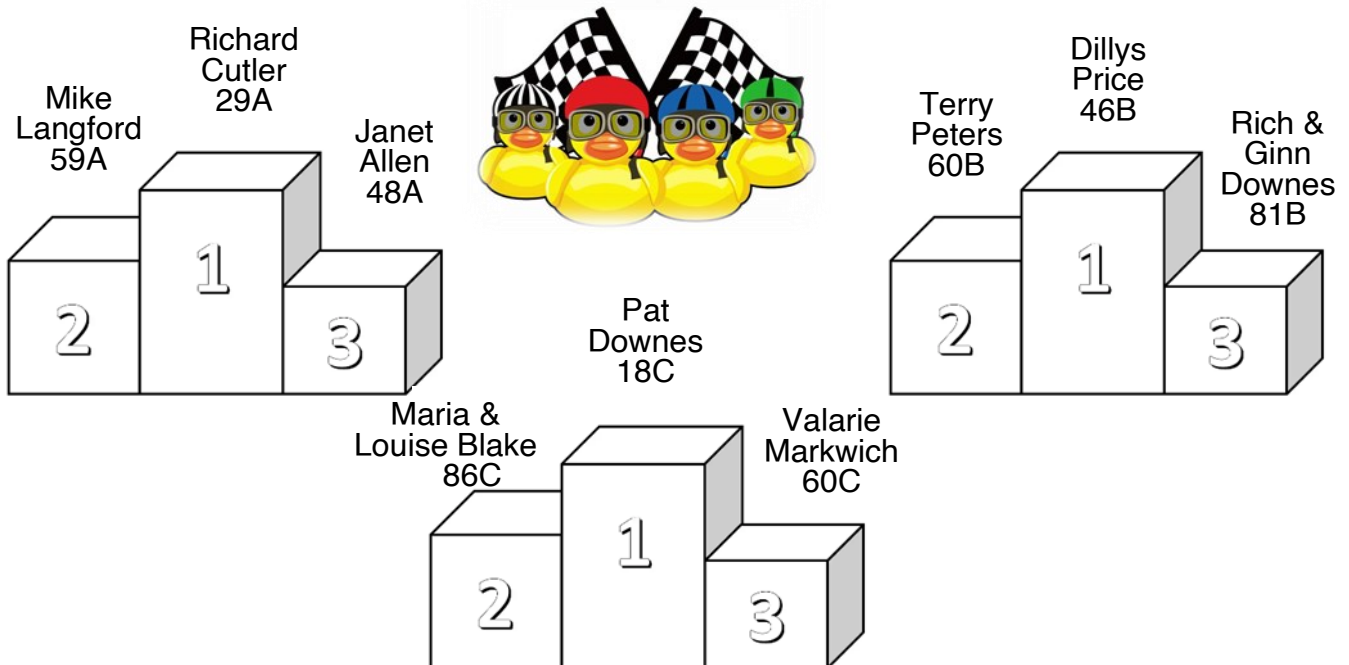 Mike
Langford
59A
Richard
Cutler
29A
Janet
Allen
48A
2
1
3
Terry
Peters
60B
Dillys
Price
46B
Rich &
Ginn
Downes
81B
2
1
3
Maria &
Louise Blake
86C
Pat
Downes
18C
Valarie
Markwich
60C
2
1
3